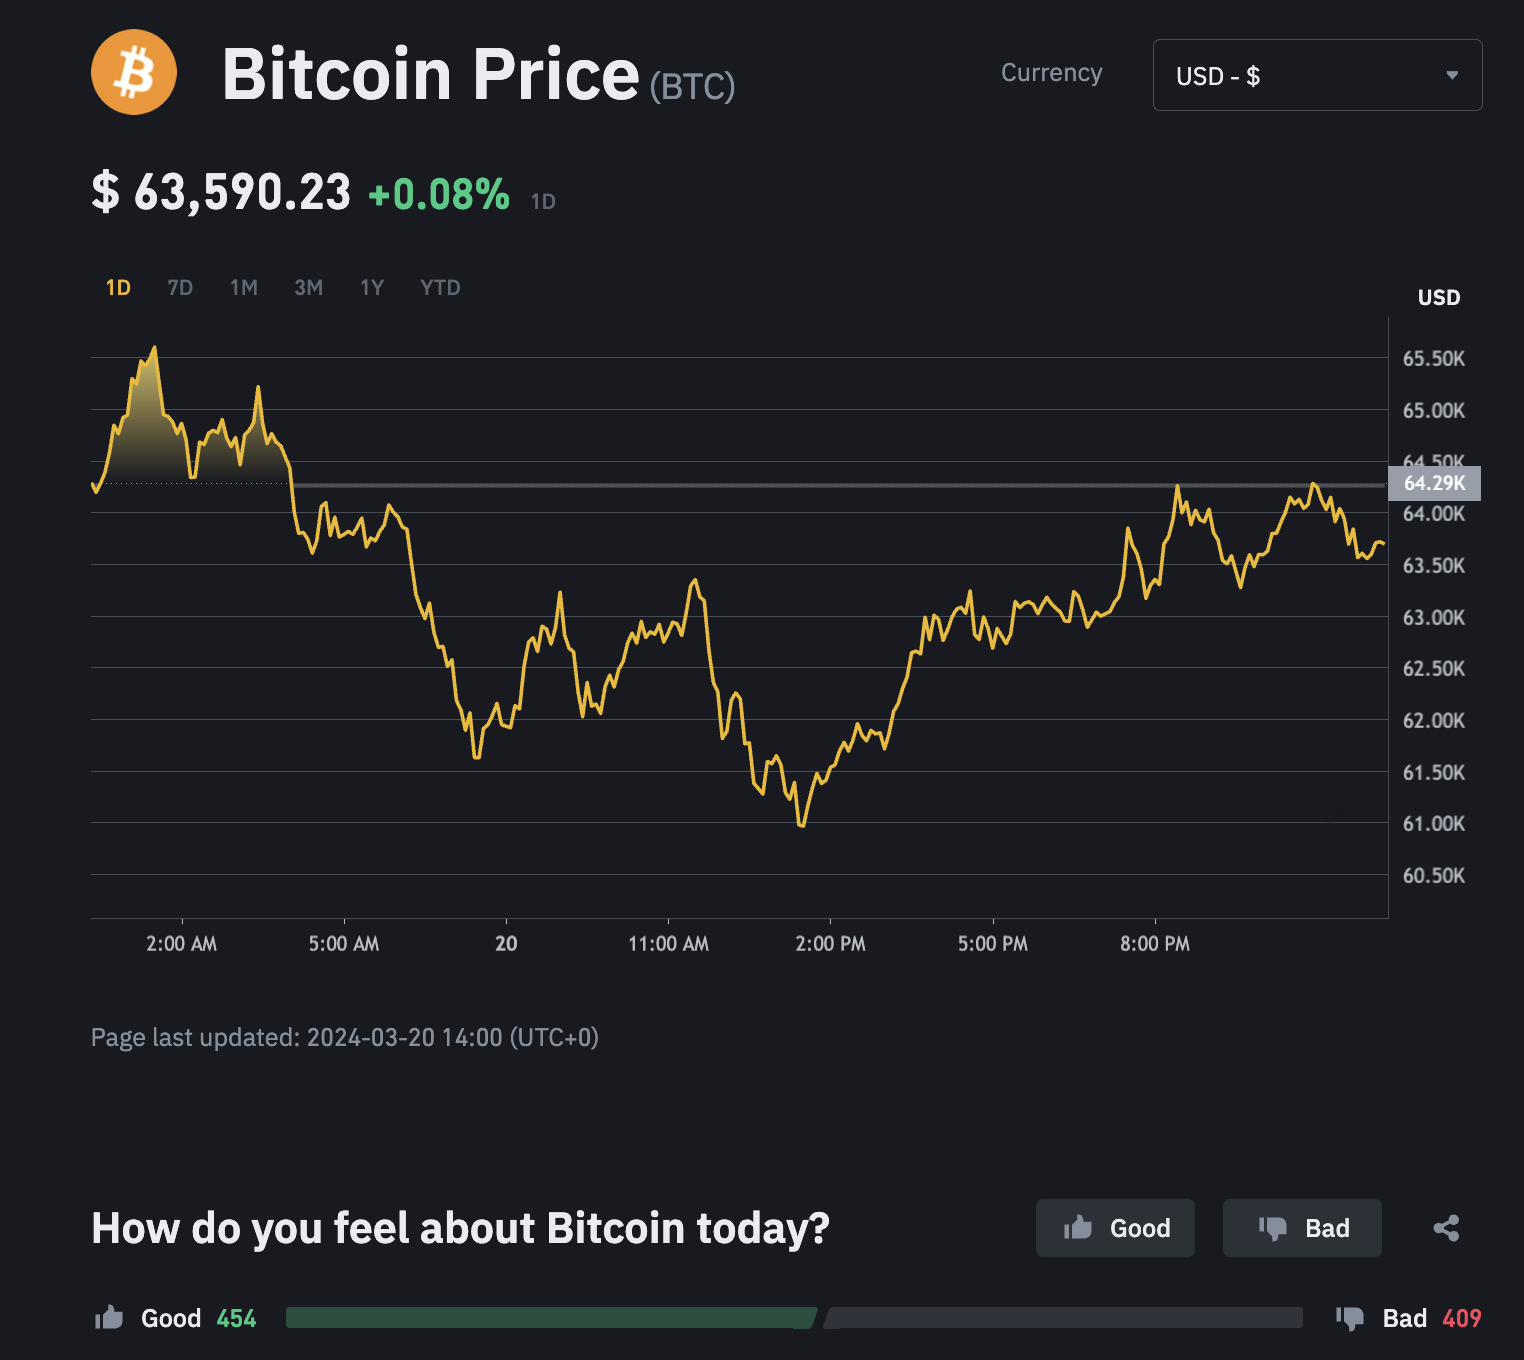 Bitcoin Price (BTC)
Currency
USD - $
$ 63,590.23 +0.08% 1D
1D 7D 1M 3M 1Y YTD
USD
65.50K
65.00K
64.50K
64.29K
64.00K
63.50K
63.00K
62.50K
62.00K
61.50K
61.00K
60.50K
2:00 AM 5:00 AM 20 11:00 AM 2:00 PM 5:00 PM 8:00 PM
Page last updated: 2024-03-20 14:00 (UTC+0)
How do you feel about Bitcoin today?
Good
Bad
Good 454
Bad 409